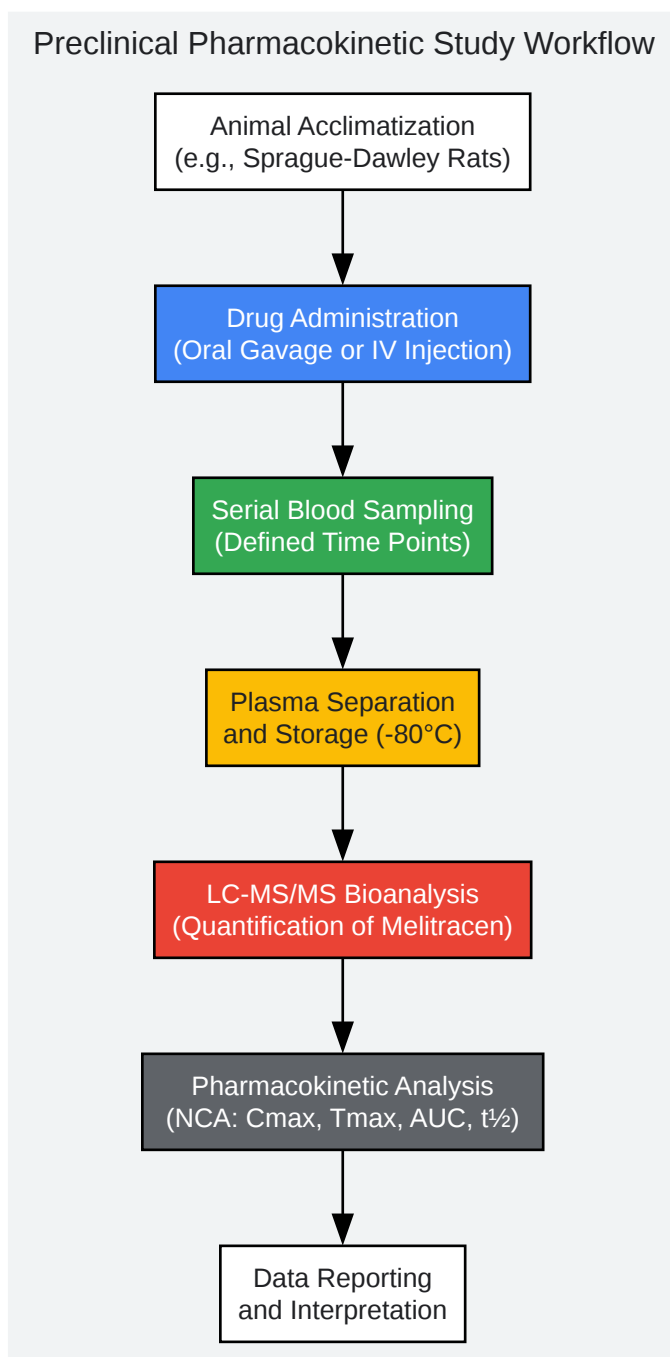 Preclinical Pharmacokinetic Study Workflow
Animal Acclimatization
(e.g., Sprague-Dawley Rats)
Drug Administration
(Oral Gavage or IV Injection)
Serial Blood Sampling
(Defined Time Points)
Plasma Separation
and Storage (-80°C)
LC-MS/MS Bioanalysis
(Quantification of Melitracen)
Pharmacokinetic Analysis
(NCA: Cmax, Tmax, AUC, t½)
Data Reporting
and Interpretation